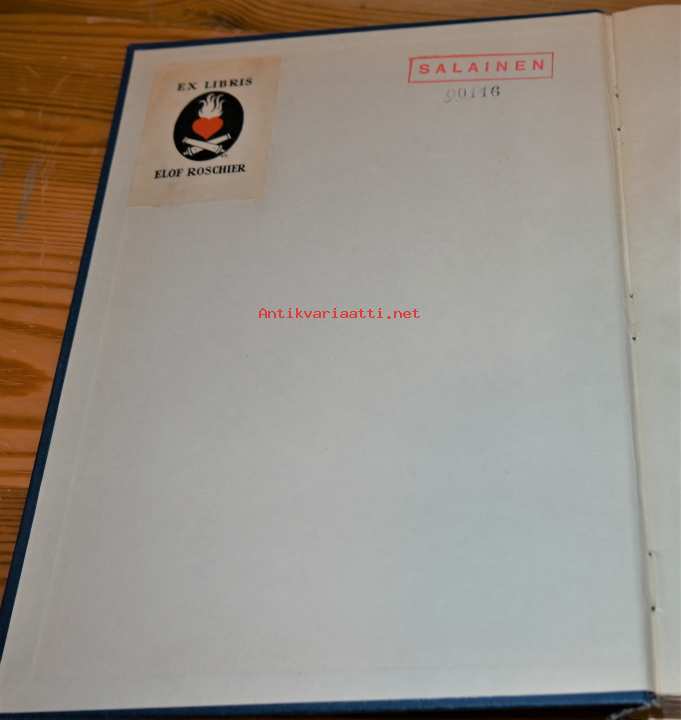 EX LIBRIS
ELOF ROSCHIER
SALAINEN
90116
Antikvariaatti.net